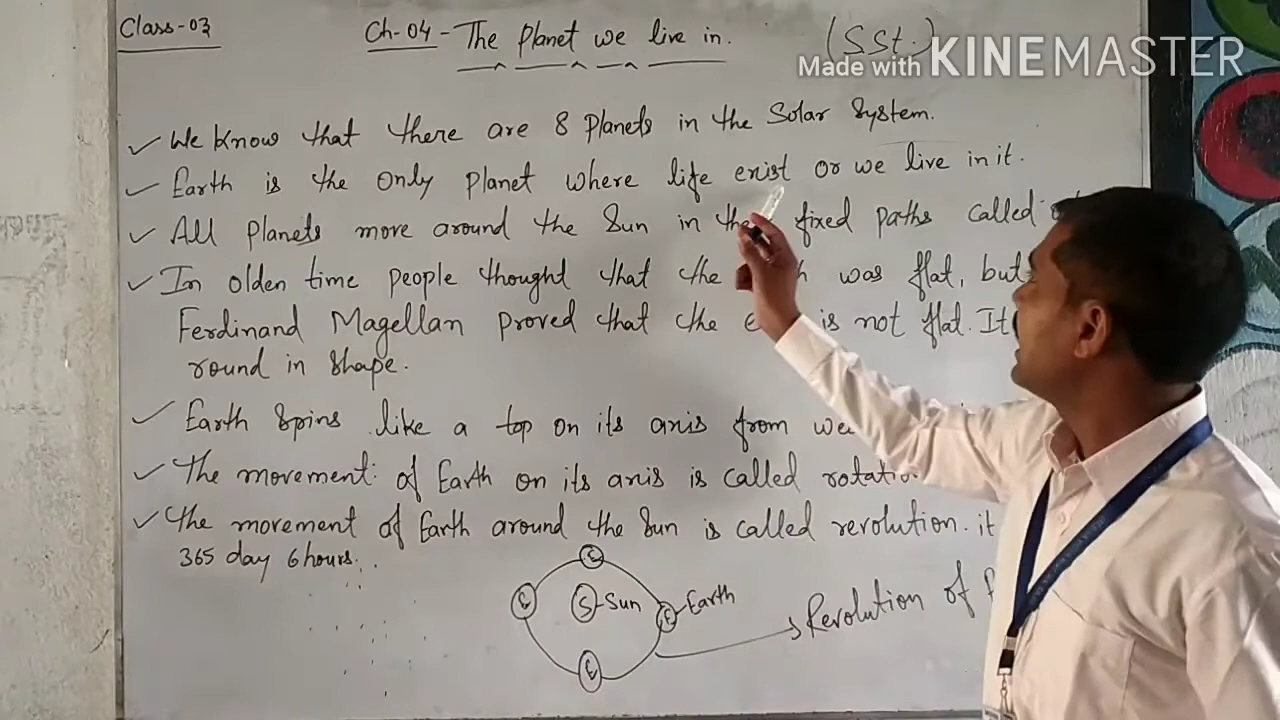 Class-03
Ch-04 - The Planet we live in.
(SSt.)
Made with KINEMASTER
We know that there are 8 Planets in the Solar System.
Earth is the only Planet where life exist or we live in it.
All Planets move around the Sun in the fixed paths called
In olden time people thought that the was flat, but
Ferdinand Magellan proved that the is not flat. It
round in shape.
Earth spins like a top on its axis from
The movement of Earth on its axis is called
The movement of Earth around the Sun is called revolution. it
365 day 6 hours.
E
E
S-Sun
E-Earth
E
Revolution of